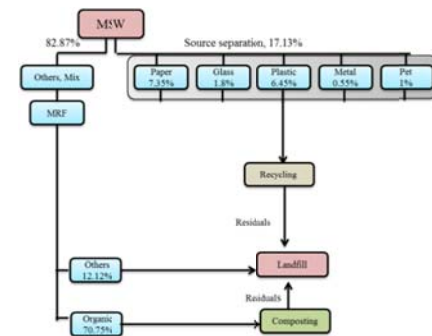 MSW
82.87%
Source separation, 17.13%
Others, Mix
Paper
7.35%
Glass
1.8%
Plastic
6.45%
Metal
0.55%
Pet
1%
MRF
Recycling
Residuals
Others
12.12%
Landfill
Residuals
Organic
70.75%
Composting